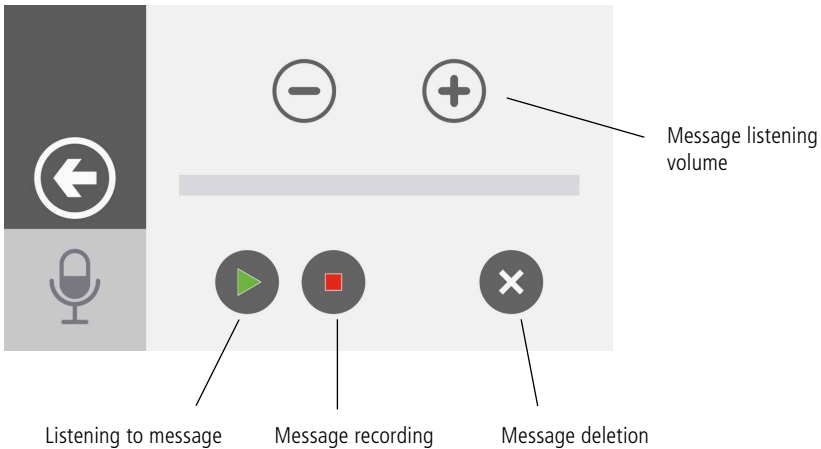 Message listening
volume
Listening to message
Message recording
Message deletion